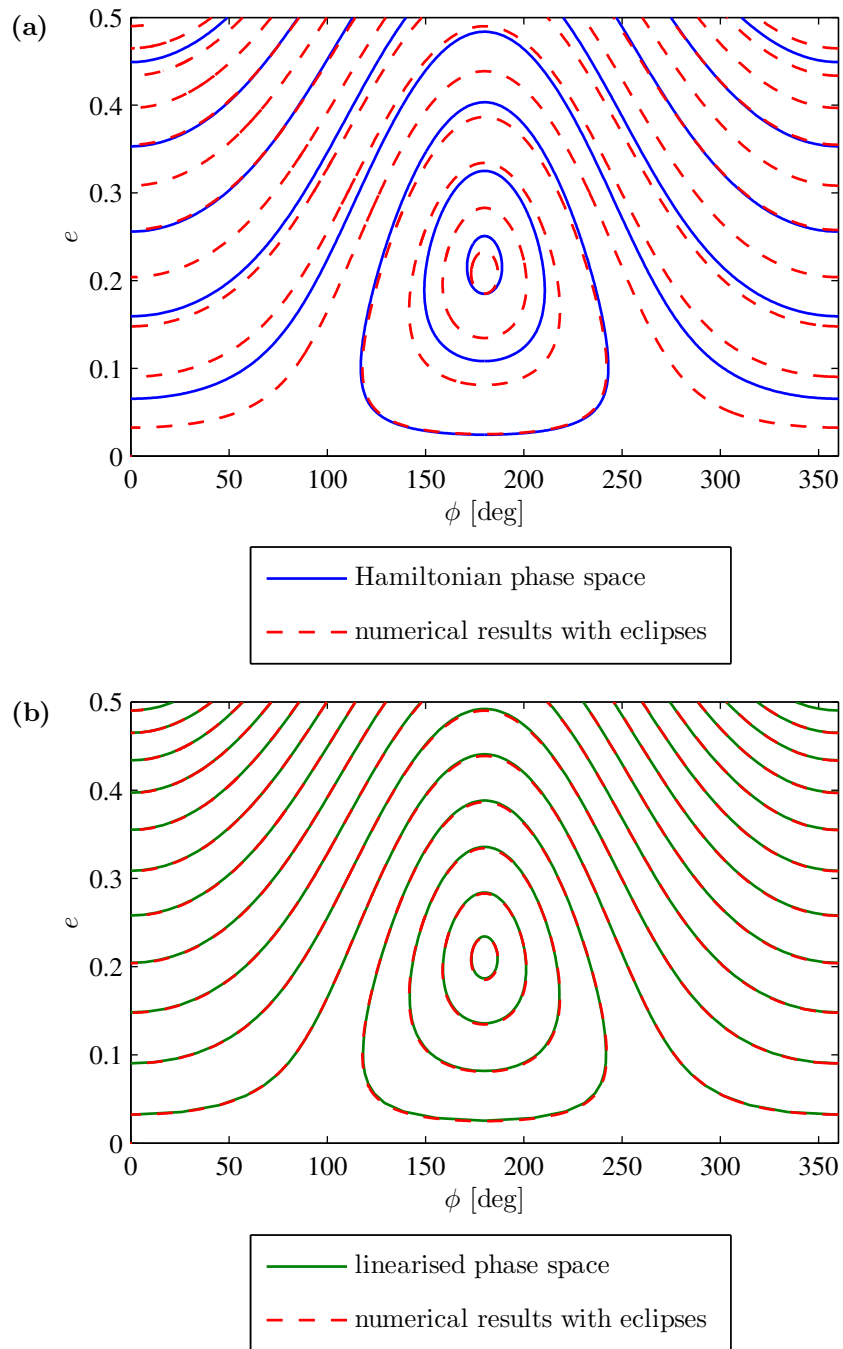 (a)
0.5
0.4
0.3
0.2
0.1
0
e
0 50 100 150 200 250 300 350
ϕ [deg]
Hamiltonian phase space
numerical results with eclipses
(b)
0.5
0.4
0.3
0.2
0.1
0
e
0 50 100 150 200 250 300 350
ϕ [deg]
linearised phase space
numerical results with eclipses